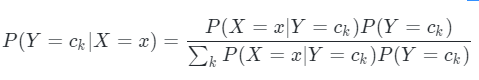 P(Y = c_k|X = x) = \frac{P(X = x|Y = c_k)P(Y = c_k)}{\sum_k P(X = x|Y = c_k)P(Y = c_k)}